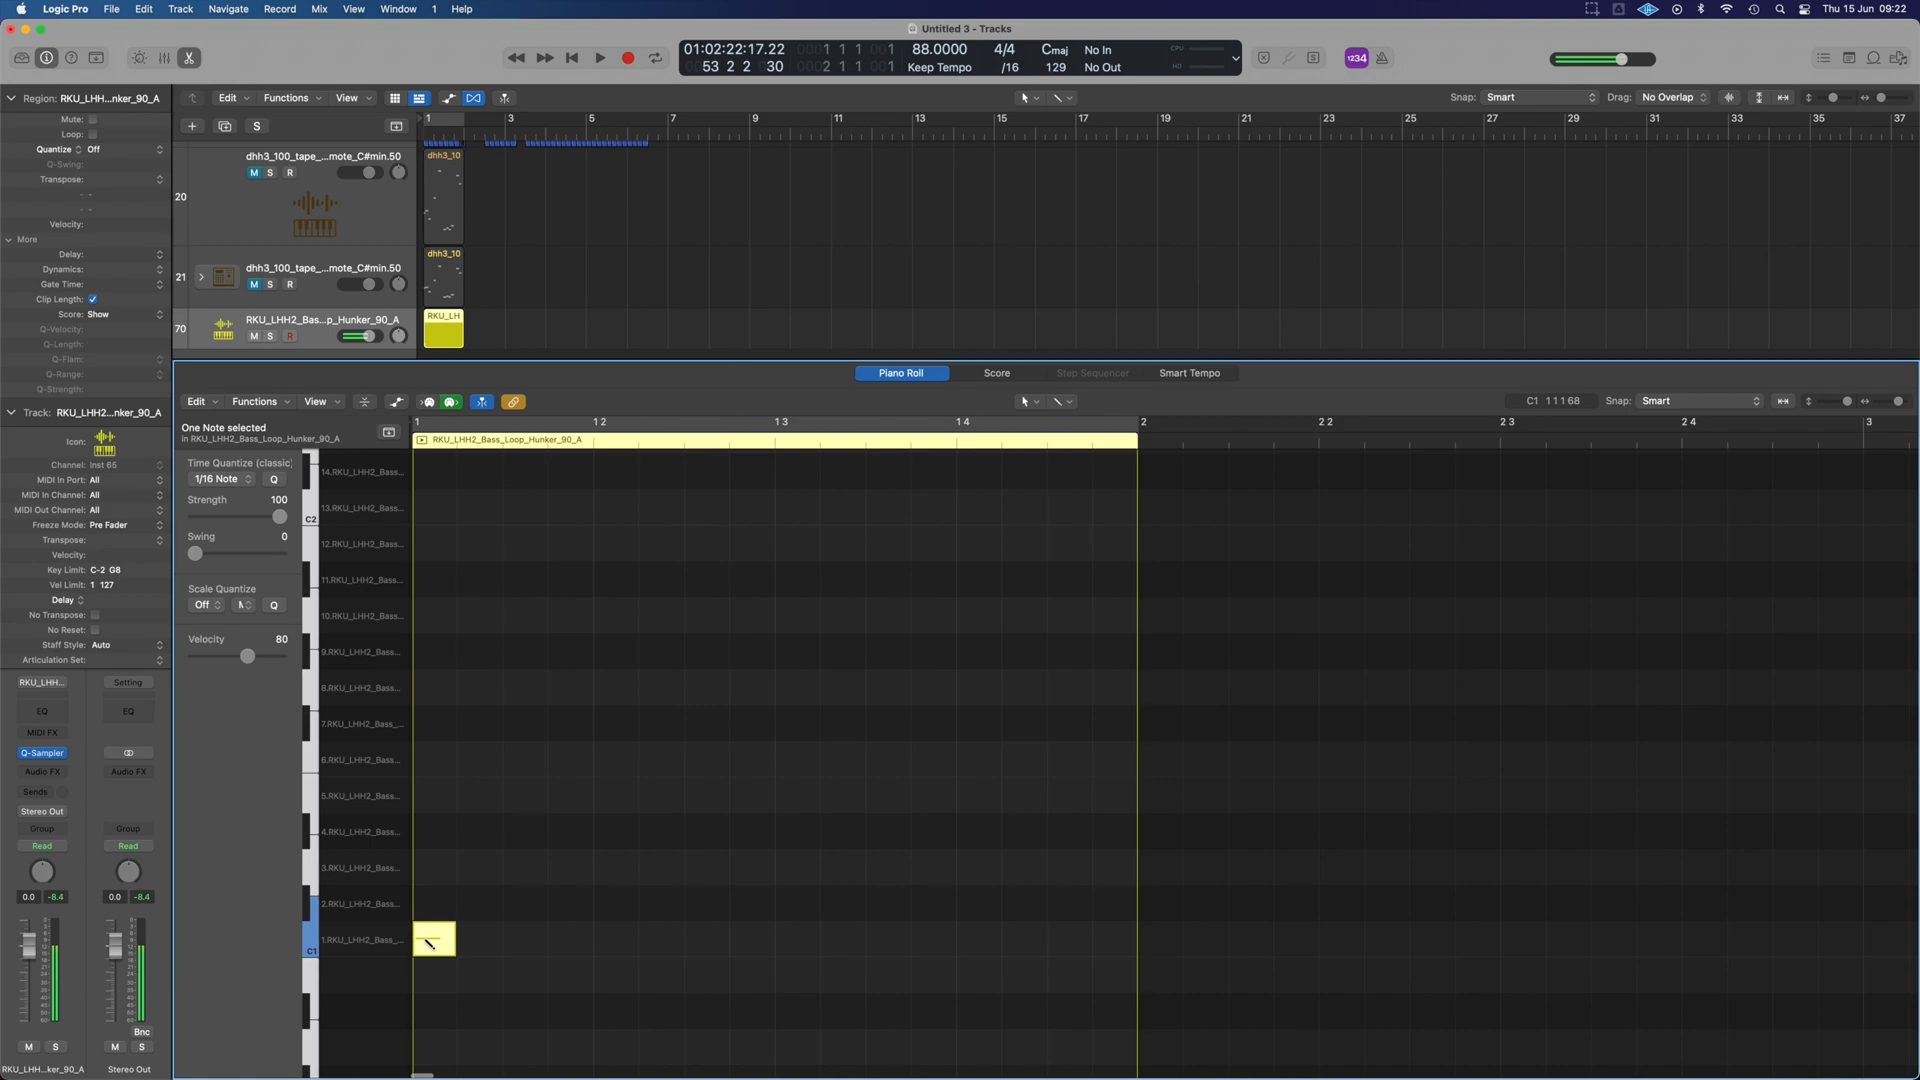 Logic Pro File Edit Track Navigate Record Mix View Window 1 Help Thu 15 Jun 09:22
Untitled 3 - Tracks
01:02:22:17.22 0001 1 1 001 88.0000 4/4 Cmaj No In CPU
0053 2 2 030 0002 1 1 001 Keep Tempo /16 129 No Out HD
1234
Region: RKU_LHH...nker_90_A
Edit Functions View Snap: Smart Drag: No Overlap
Mute:
Loop:
Quantize Off
Q-Swing:
Transpose:
Velocity:
More
Delay:
Dynamics:
Gate Time:
Clip Length:
Score: Show
Q-Velocity:
Q-Length:
Q-Flam:
Q-Range:
Q-Strength:
S
1 3 5 7 9 11 13 15 17 19 21 23 25 27 29 31 33 35 37
20 dhh3_100_tape_...mote_C#min.50 dhh3_10
M S R
21 dhh3_100_tape_...mote_C#min.50 dhh3_10
M S R
70 RKU_LHH2_Bas...p_Hunker_90_A RKU_LH
M S R
Piano Roll Score Step Sequencer Smart Tempo
Edit Functions View C1 1 1 1 68 Snap: Smart
One Note selected
in RKU_LHH2_Bass_Loop_Hunker_90_A
1 1 2 1 3 1 4 2 2 2 2 3 2 4 3
RKU_LHH2_Bass_Loop_Hunker_90_A
Time Quantize (classic)
1/16 Note Q
Strength 100
Swing 0
Scale Quantize
Off Q
Velocity 80
C2
C1
14.RKU_LHH2_Bass...
13.RKU_LHH2_Bass...
12.RKU_LHH2_Bass...
11.RKU_LHH2_Bass...
10.RKU_LHH2_Bass...
9.RKU_LHH2_Bass...
8.RKU_LHH2_Bass...
7.RKU_LHH2_Bass_...
6.RKU_LHH2_Bass...
5.RKU_LHH2_Bass...
4.RKU_LHH2_Bass...
3.RKU_LHH2_Bass...
2.RKU_LHH2_Bass...
1.RKU_LHH2_Bass_...
Track: RKU_LHH2...nker_90_A
Icon:
Channel: Inst 65
MIDI In Port: All
MIDI In Channel: All
MIDI Out Channel: All
Freeze Mode: Pre Fader
Transpose:
Velocity:
Key Limit: C-2 G8
Vel Limit: 1 127
Delay
No Transpose:
No Reset:
Staff Style: Auto
Articulation Set:
RKU_LHH... Setting
EQ EQ
MIDI FX
Q-Sampler
Audio FX Audio FX
Sends
Stereo Out
Group Group
Read Read
0.0 -8.4 0.0 -8.4
Bnc
M S M S
RKU_LHH...ker_90_A Stereo Out